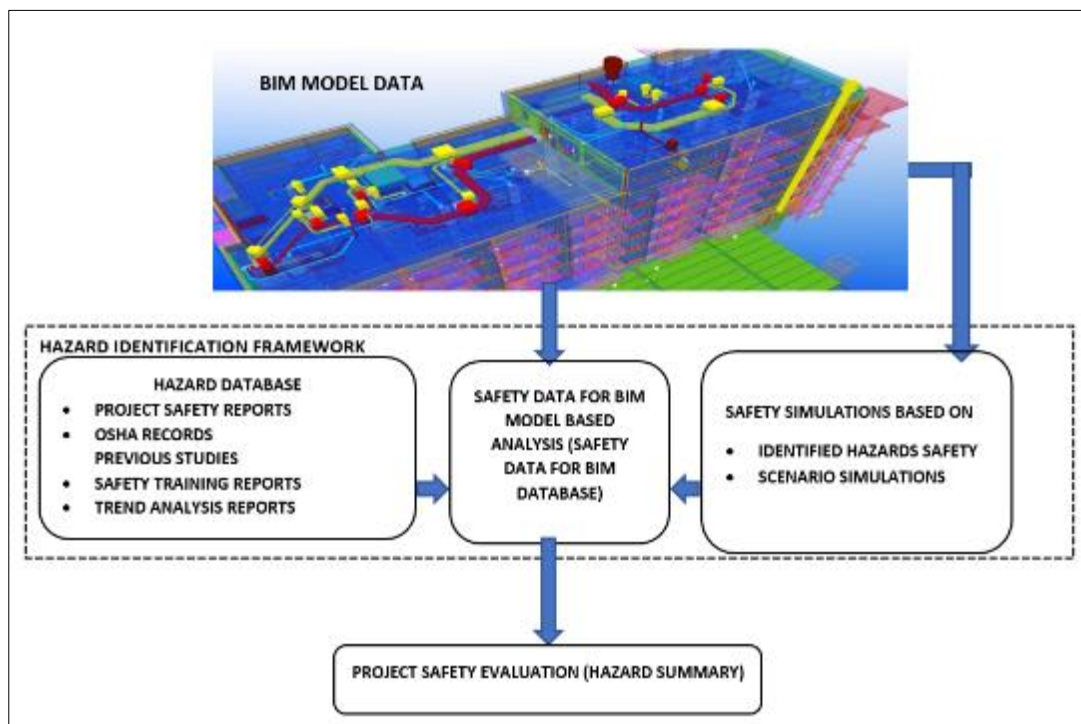 BIM MODEL DATA
HAZARD IDENTIFICATION FRAMEWORK
HAZARD DATABASE
• PROJECT SAFETY REPORTS
• OSHA RECORDS
PREVIOUS STUDIES
• SAFETY TRAINING REPORTS
• TREND ANALYSIS REPORTS
SAFETY DATA FOR BIM
MODEL BASED
ANALYSIS (SAFETY
DATA FOR BIM
DATABASE)
SAFETY SIMULATIONS BASED ON
• IDENTIFIED HAZARDS SAFETY
• SCENARIO SIMULATIONS
PROJECT SAFETY EVALUATION (HAZARD SUMMARY)